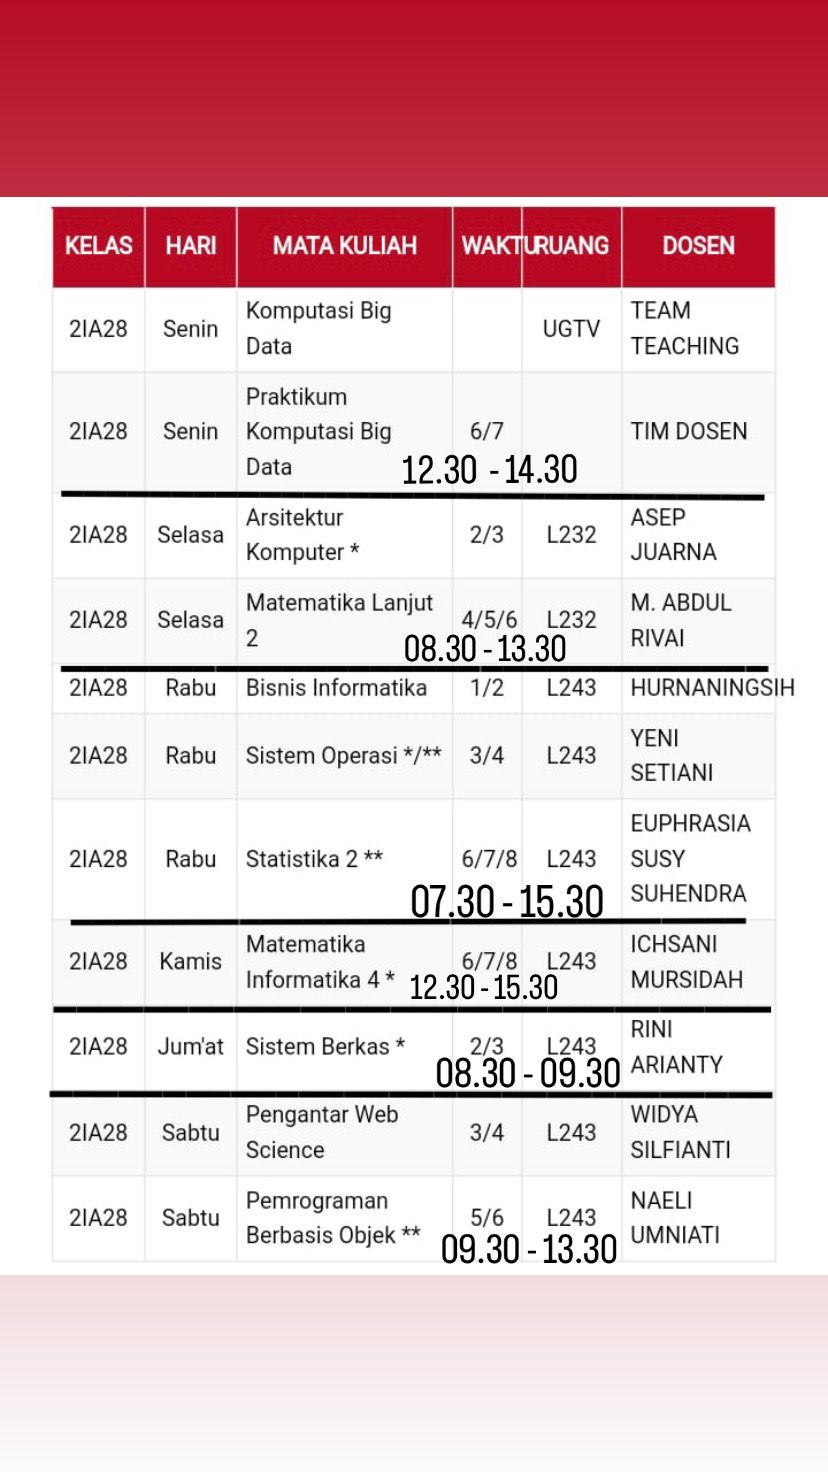 KELAS HARI MATA KULIAH WAKTU RUANG DOSEN
2IA28 Senin Komputasi Big Data UGTV TEAM TEACHING
2IA28 Senin Praktikum Komputasi Big Data 6/7 TIM DOSEN
12.30 - 14.30
2IA28 Selasa Arsitektur Komputer * 2/3 L232 ASEP JUARNA
2IA28 Selasa Matematika Lanjut 2 4/5/6 L232 M. ABDUL RIVAI
08.30 - 13.30
2IA28 Rabu Bisnis Informatika 1/2 L243 HURNANINGSIH
2IA28 Rabu Sistem Operasi */** 3/4 L243 YENI SETIANI
2IA28 Rabu Statistika 2 ** 6/7/8 L243 EUPHRASIA SUSY SUHENDRA
07.30 - 15.30
2IA28 Kamis Matematika Informatika 4 * 6/7/8 L243 ICHSANI MURSIDAH
12.30 - 15.30
2IA28 Jum'at Sistem Berkas * 2/3 L243 RINI ARIANTY
08.30 - 09.30
2IA28 Sabtu Pengantar Web Science 3/4 L243 WIDYA SILFIANTI
2IA28 Sabtu Pemrograman Berbasis Objek ** 5/6 L243 NAELI UMNIATI
09.30 - 13.30